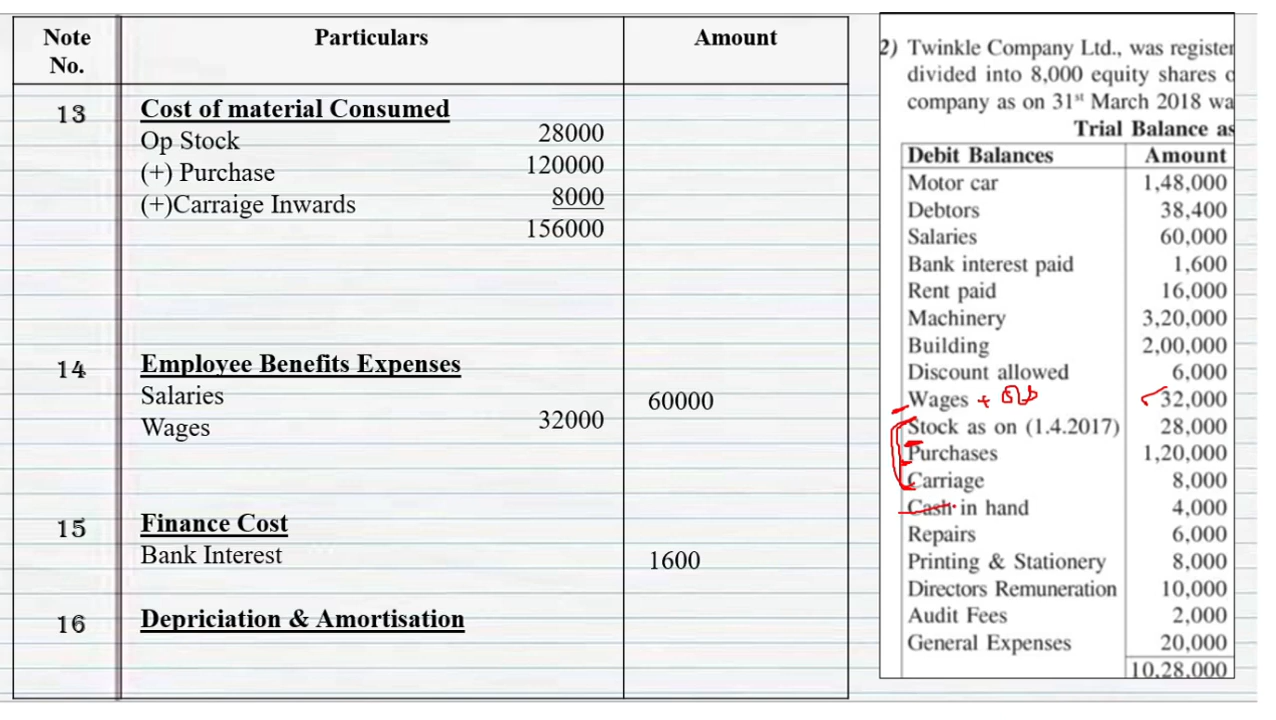 Note No. Particulars Amount
13 Cost of material Consumed
Op Stock 28000
(+) Purchase 120000
(+)Carraige Inwards 8000
156000
14 Employee Benefits Expenses
Salaries 60000
Wages 32000
15 Finance Cost
Bank Interest 1600
16 Depriciation & Amortisation
2) Twinkle Company Ltd., was register
divided into 8,000 equity shares
company as on 31st March 2018 wa
Trial Balance as
Debit Balances Amount
Motor car 1,48,000
Debtors 38,400
Salaries 60,000
Bank interest paid 1,600
Rent paid 16,000
Machinery 3,20,000
Building 2,00,000
Discount allowed 6,000
Wages + 32,000
Stock as on (1.4.2017) 28,000
Purchases 1,20,000
Carriage 8,000
Cash in hand 4,000
Repairs 6,000
Printing & Stationery 8,000
Directors Remuneration 10,000
Audit Fees 2,000
General Expenses 20,000
10,28,000